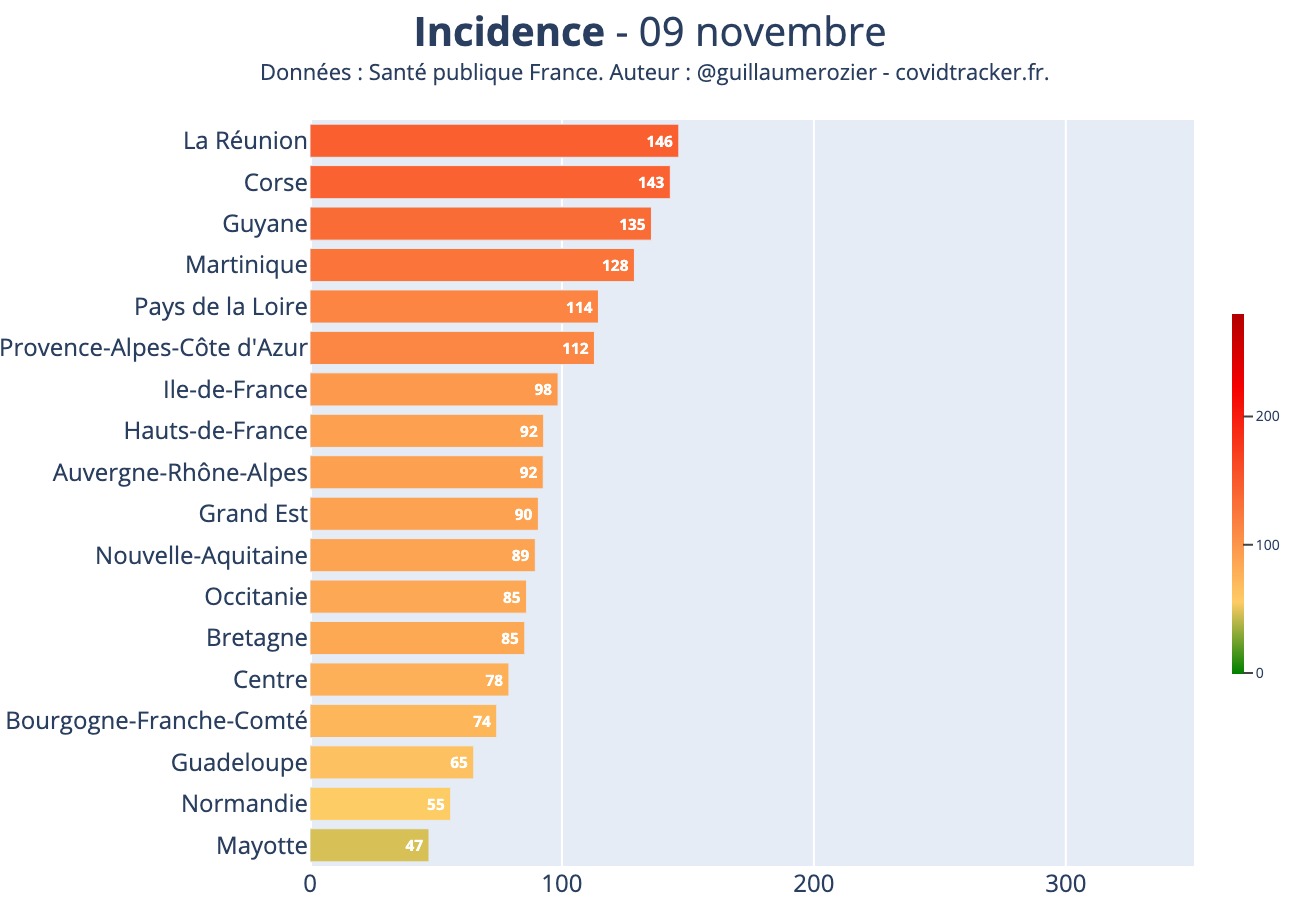 Incidence - 09 novembre
Données : Santé publique France. Auteur : @guillaumerozier - covidtracker.fr.
La Réunion 146
Corse 143
Guyane 135
Martinique 128
Pays de la Loire 114
Provence-Alpes-Côte d'Azur 112
Ile-de-France 98
Hauts-de-France 92
Auvergne-Rhône-Alpes 92
Grand Est 90
Nouvelle-Aquitaine 89
Occitanie 85
Bretagne 85
Centre 78
Bourgogne-Franche-Comté 74
Guadeloupe 65
Normandie 55
Mayotte 47
0 100 200 300
200
100
0